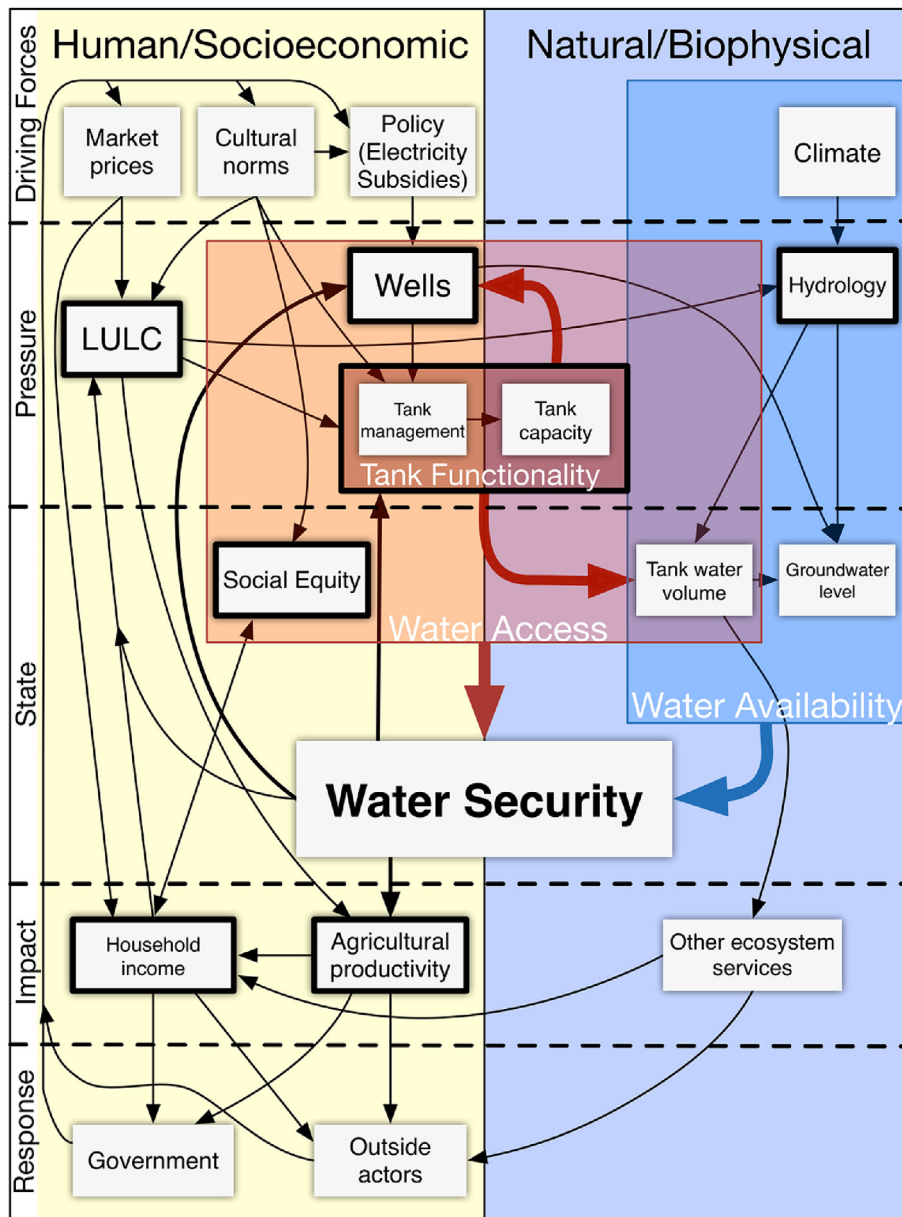 Human/Socioeconomic
Natural/Biophysical
Driving Forces
Market
prices
Cultural
norms
Policy
(Electricity
Subsidies)
Climate
Pressure
Wells
Hydrology
LULC
Tank
management
Tank
capacity
Tank Functionality
State
Social Equity
Tank water
volume
Groundwater
level
Water Access
Water Availability
Water Security
Impact
Household
income
Agricultural
productivity
Other ecosystem
services
Response
Government
Outside
actors